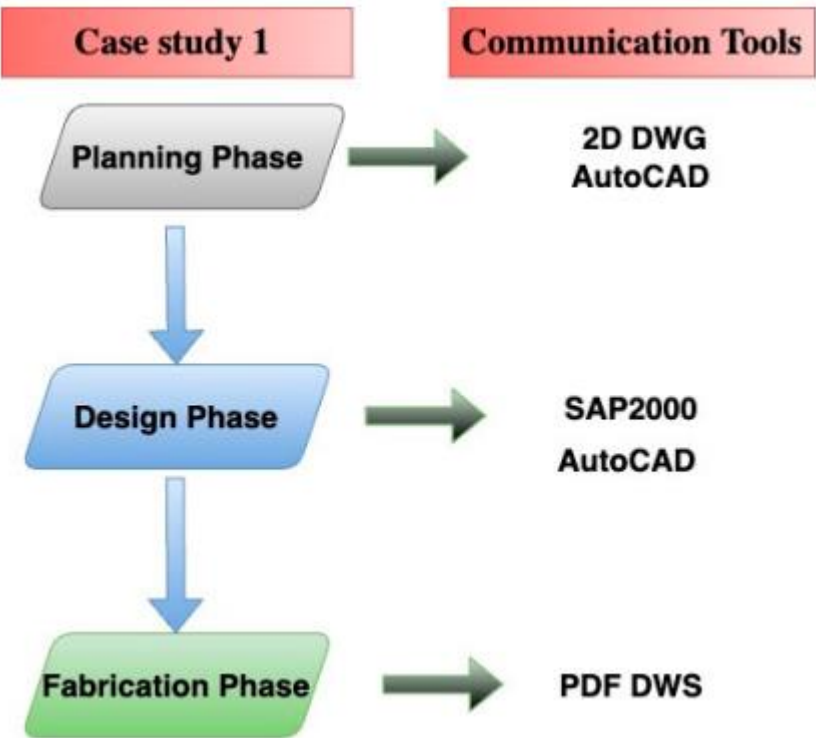 Case study 1
Communication Tools
Planning Phase
2D DWG
AutoCAD
Design Phase
SAP2000
AutoCAD
Fabrication Phase
PDF DWS